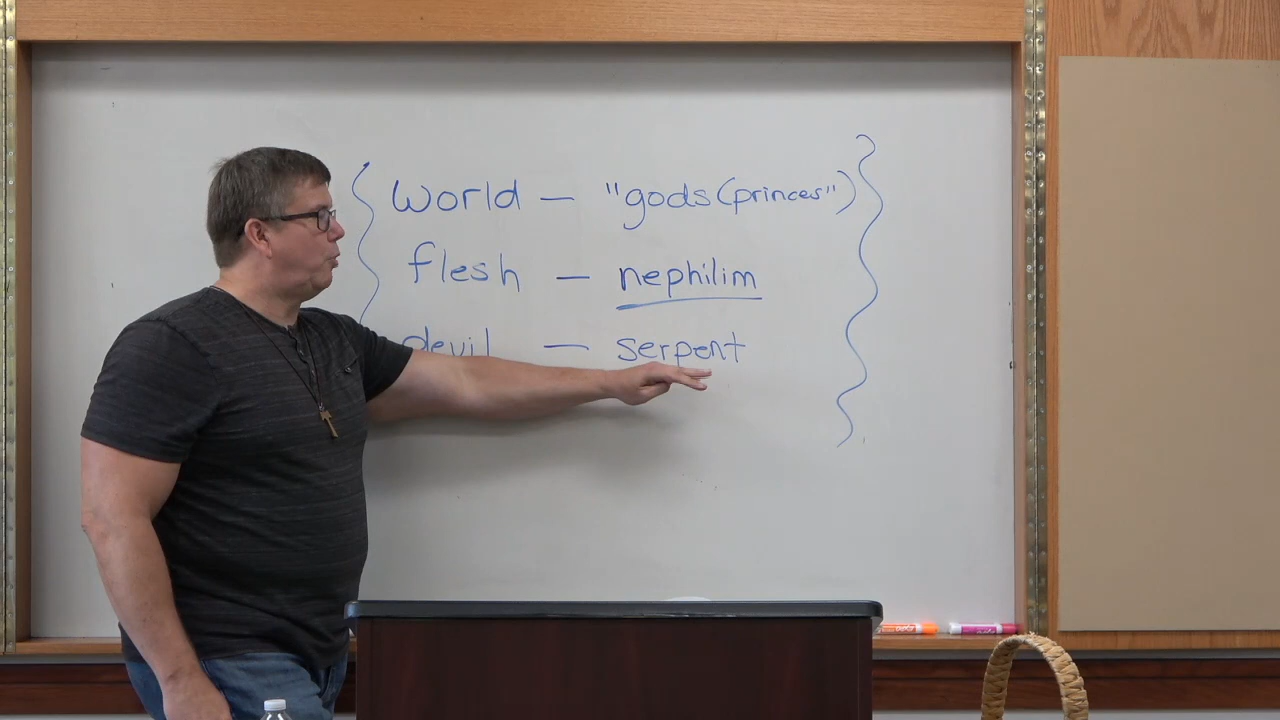 world — "gods (princes")
flesh — nephilim
devil — serpent